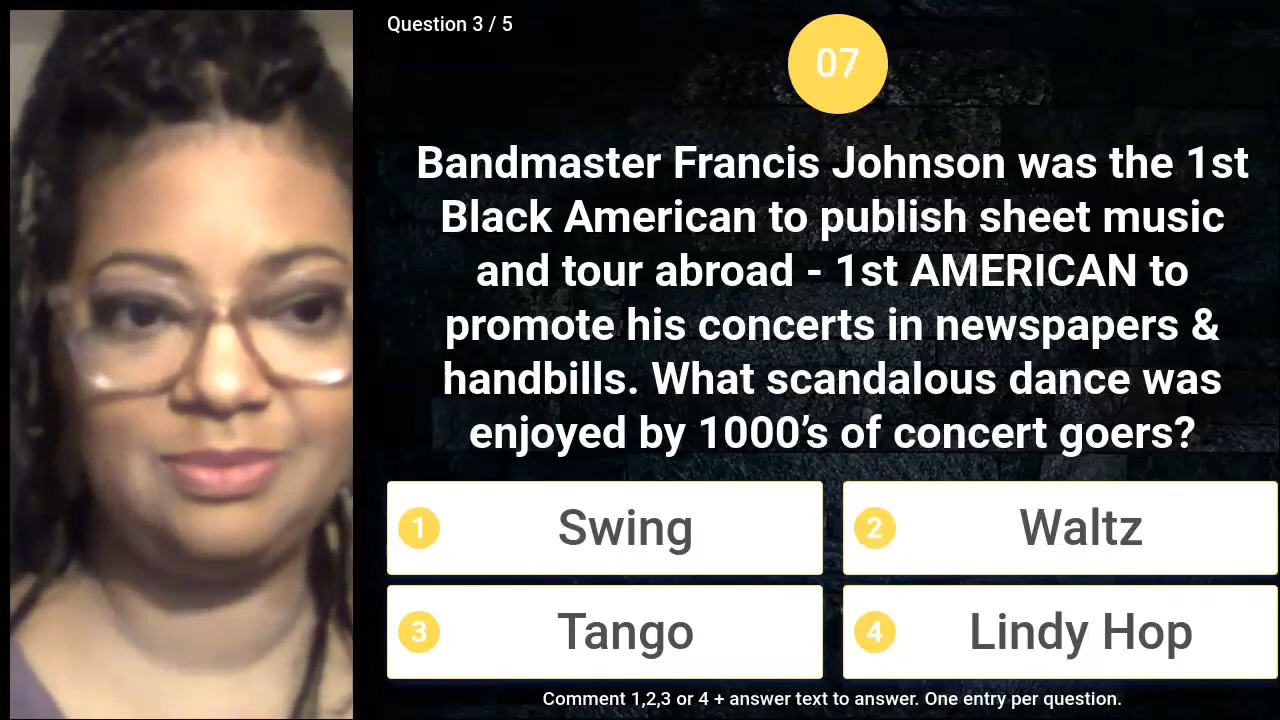 Question 3 / 5
07
Bandmaster Francis Johnson was the 1st
Black American to publish sheet music
and tour abroad - 1st AMERICAN to
promote his concerts in newspapers &
handbills. What scandalous dance was
enjoyed by 1000’s of concert goers?
1 Swing
2 Waltz
3 Tango
4 Lindy Hop
Comment 1,2,3 or 4 + answer text to answer. One entry per question.